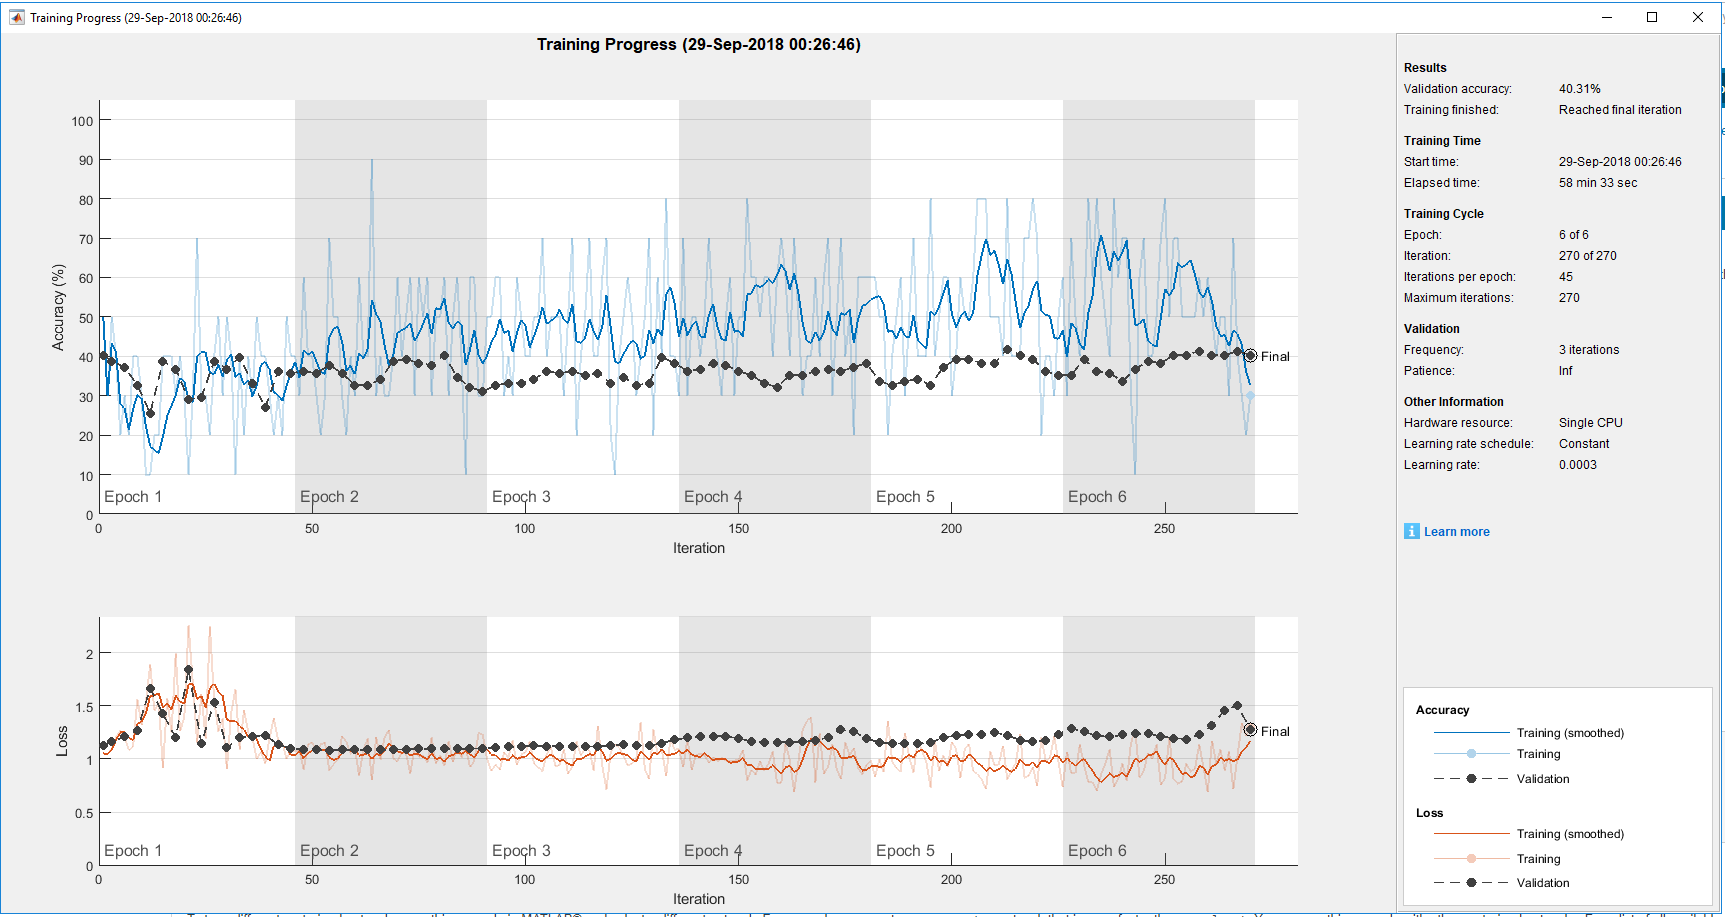 Training Progress (29-Sep-2018 00:26:46)
Training Progress (29-Sep-2018 00:26:46)
100
90
80
70
60
50
40
30
20
10
0
Accuracy (%)
Final
Epoch 1 Epoch 2 Epoch 3 Epoch 4 Epoch 5 Epoch 6
0 50 100 150 200 250
Iteration
2
1.5
1
0.5
0
Loss
Final
Epoch 1 Epoch 2 Epoch 3 Epoch 4 Epoch 5 Epoch 6
0 50 100 150 200 250
Iteration
Results
Validation accuracy: 40.31%
Training finished: Reached final iteration
Training Time
Start time: 29-Sep-2018 00:26:46
Elapsed time: 58 min 33 sec
Training Cycle
Epoch: 6 of 6
Iteration: 270 of 270
Iterations per epoch: 45
Maximum iterations: 270
Validation
Frequency: 3 iterations
Patience: Inf
Other Information
Hardware resource: Single CPU
Learning rate schedule: Constant
Learning rate: 0.0003
i Learn more
Accuracy
Training (smoothed)
Training
Validation
Loss
Training (smoothed)
Training
Validation